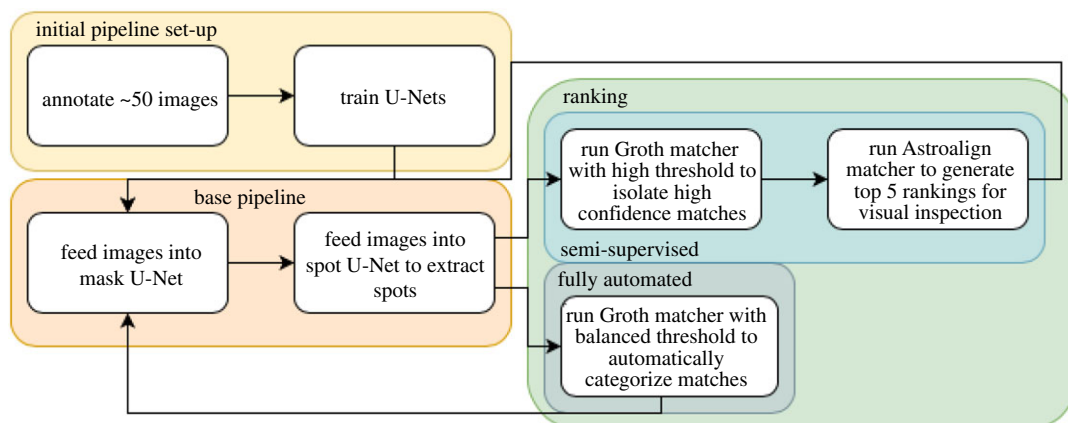 initial pipeline set-up
annotate ~50 images
train U-Nets
base pipeline
feed images into
mask U-Net
feed images into
spot U-Net to extract
spots
ranking
run Groth matcher
with high threshold to
isolate high
confidence matches
run Astroalign
matcher to generate
top 5 rankings for
visual inspection
semi-supervised
fully automated
run Groth matcher with
balanced threshold to
automatically
categorize matches